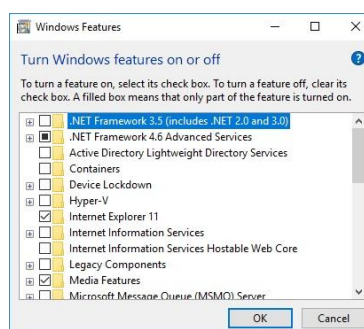 Windows Features
Turn Windows features on or off
To turn a feature on, select its check box. To turn a feature off, clear its
check box. A filled box means that only part of the feature is turned on.
.NET Framework 3.5 (includes .NET 2.0 and 3.0)
.NET Framework 4.6 Advanced Services
Active Directory Lightweight Directory Services
Containers
Device Lockdown
Hyper-V
Internet Explorer 11
Internet Information Services
Internet Information Services Hostable Web Core
Legacy Components
Media Features
Microsoft Message Queue (MSMQ) Server
OK Cancel